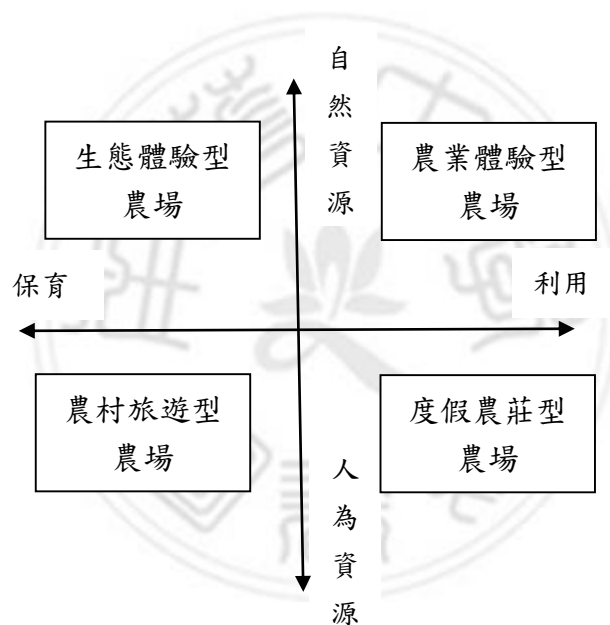 自然資源
生態體驗型
農場
農業體驗型
農場
保育
利用
農村旅遊型
農場
度假農莊型
農場
人為資源